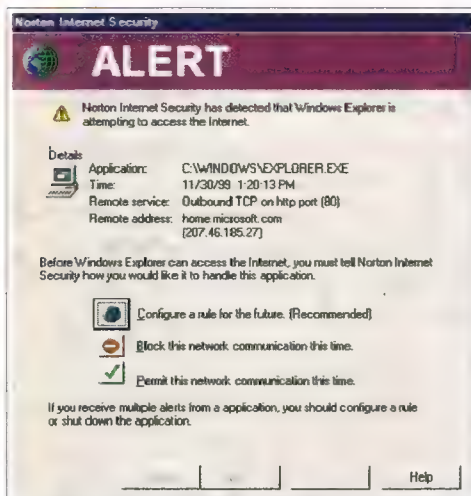 Norton Internet Security
ALERT
Norton Internet Security has detected that Windows Explorer is
attempting to access the Internet.
Details
Application: C:\WINDOWS\EXPLORER.EXE
Time: 11/30/99 1:20:13 PM
Remote service: Outbound TCP on http port (80)
Remote address: home.microsoft.com
(207.46.185.27)
Before Windows Explorer can access the Internet, you must tell Norton Internet
Security how you would like it to handle this application.
Configure a rule for the future. (Recommended)
Block this network communication this time.
Permit this network communication this time.
If you receive multiple alerts from a application, you should configure a rule
or shut down the application.
Help